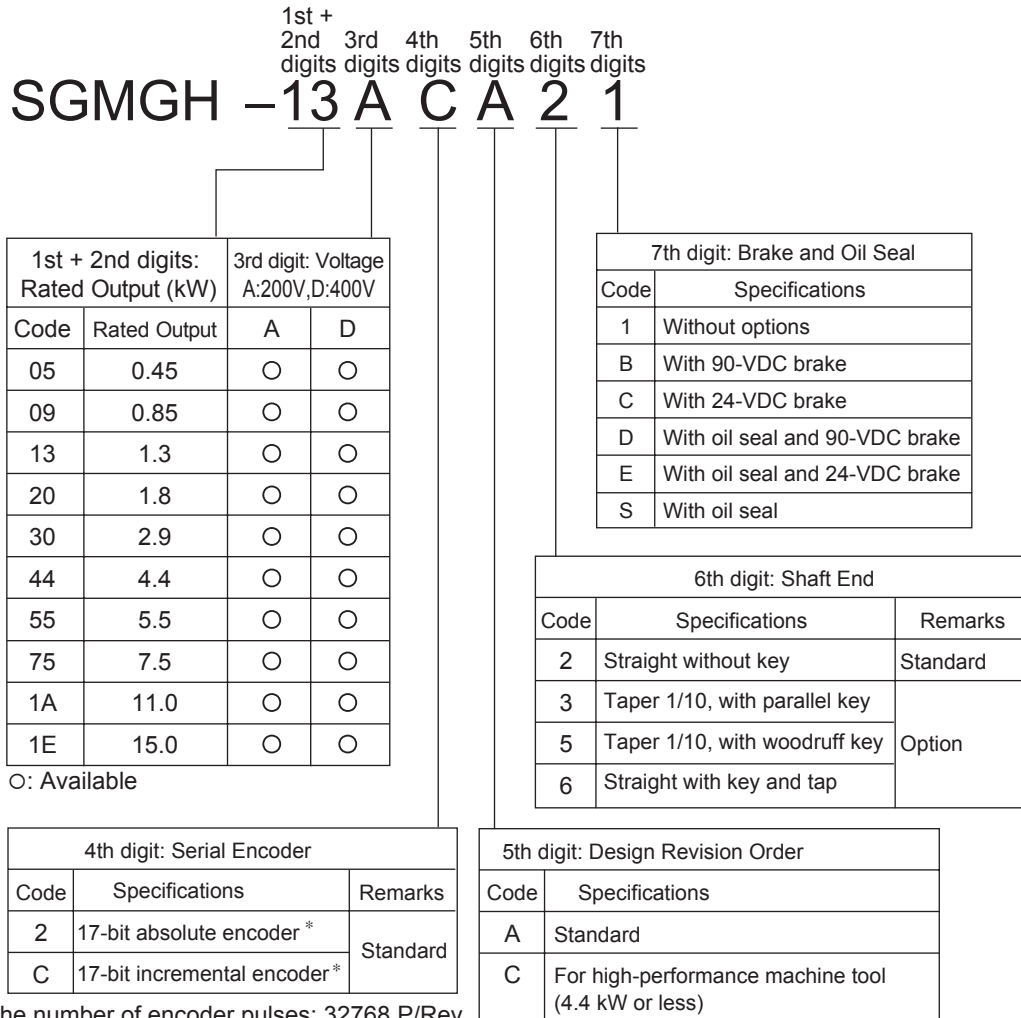 1st +
2nd 3rd 4th 5th 6th 7th
digits digits digits digits digits digits
SGMGH –13 A C A 2 1
1st + 2nd digits:
Rated Output (kW)
3rd digit: Voltage
A:200V,D:400V
Code Rated Output A D
05 0.45 ○ ○
09 0.85 ○ ○
13 1.3 ○ ○
20 1.8 ○ ○
30 2.9 ○ ○
44 4.4 ○ ○
55 5.5 ○ ○
75 7.5 ○ ○
1A 11.0 ○ ○
1E 15.0 ○ ○
○: Available
7th digit: Brake and Oil Seal
Code Specifications
1 Without options
B With 90-VDC brake
C With 24-VDC brake
D With oil seal and 90-VDC brake
E With oil seal and 24-VDC brake
S With oil seal
6th digit: Shaft End
Code Specifications Remarks
2 Straight without key Standard
3 Taper 1/10, with parallel key
5 Taper 1/10, with woodruff key Option
6 Straight with key and tap
4th digit: Serial Encoder
Code Specifications Remarks
2 17-bit absolute encoder *
Standard
C 17-bit incremental encoder *
5th digit: Design Revision Order
Code Specifications
A Standard
C For high-performance machine tool
(4.4 kW or less)
he number of encoder pulses: 32768 P/Rev